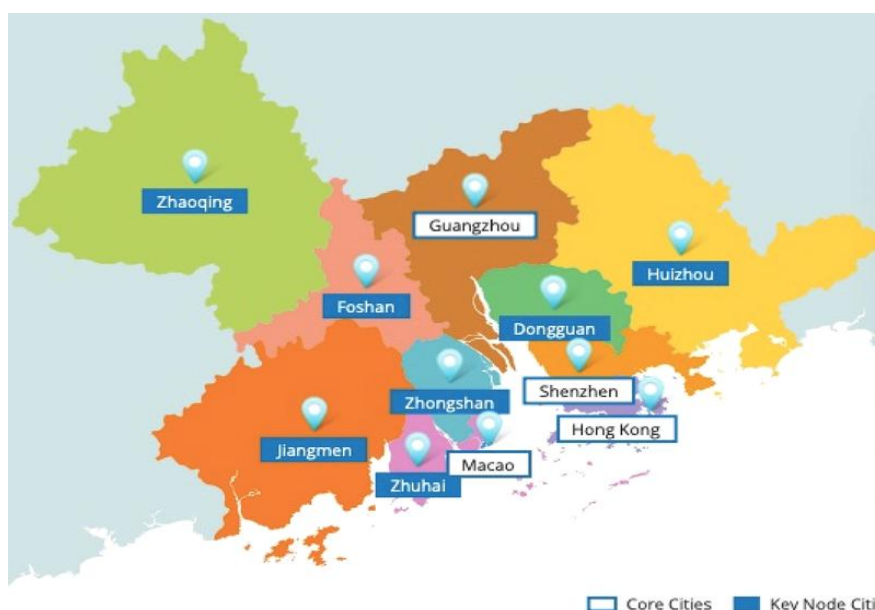 Zhaoqing
Guangzhou
Huizhou
Foshan
Dongguan
Shenzhen
Zhongshan
Hong Kong
Jiangmen
Macao
Zhuhai
Core Cities
Key Node Citi